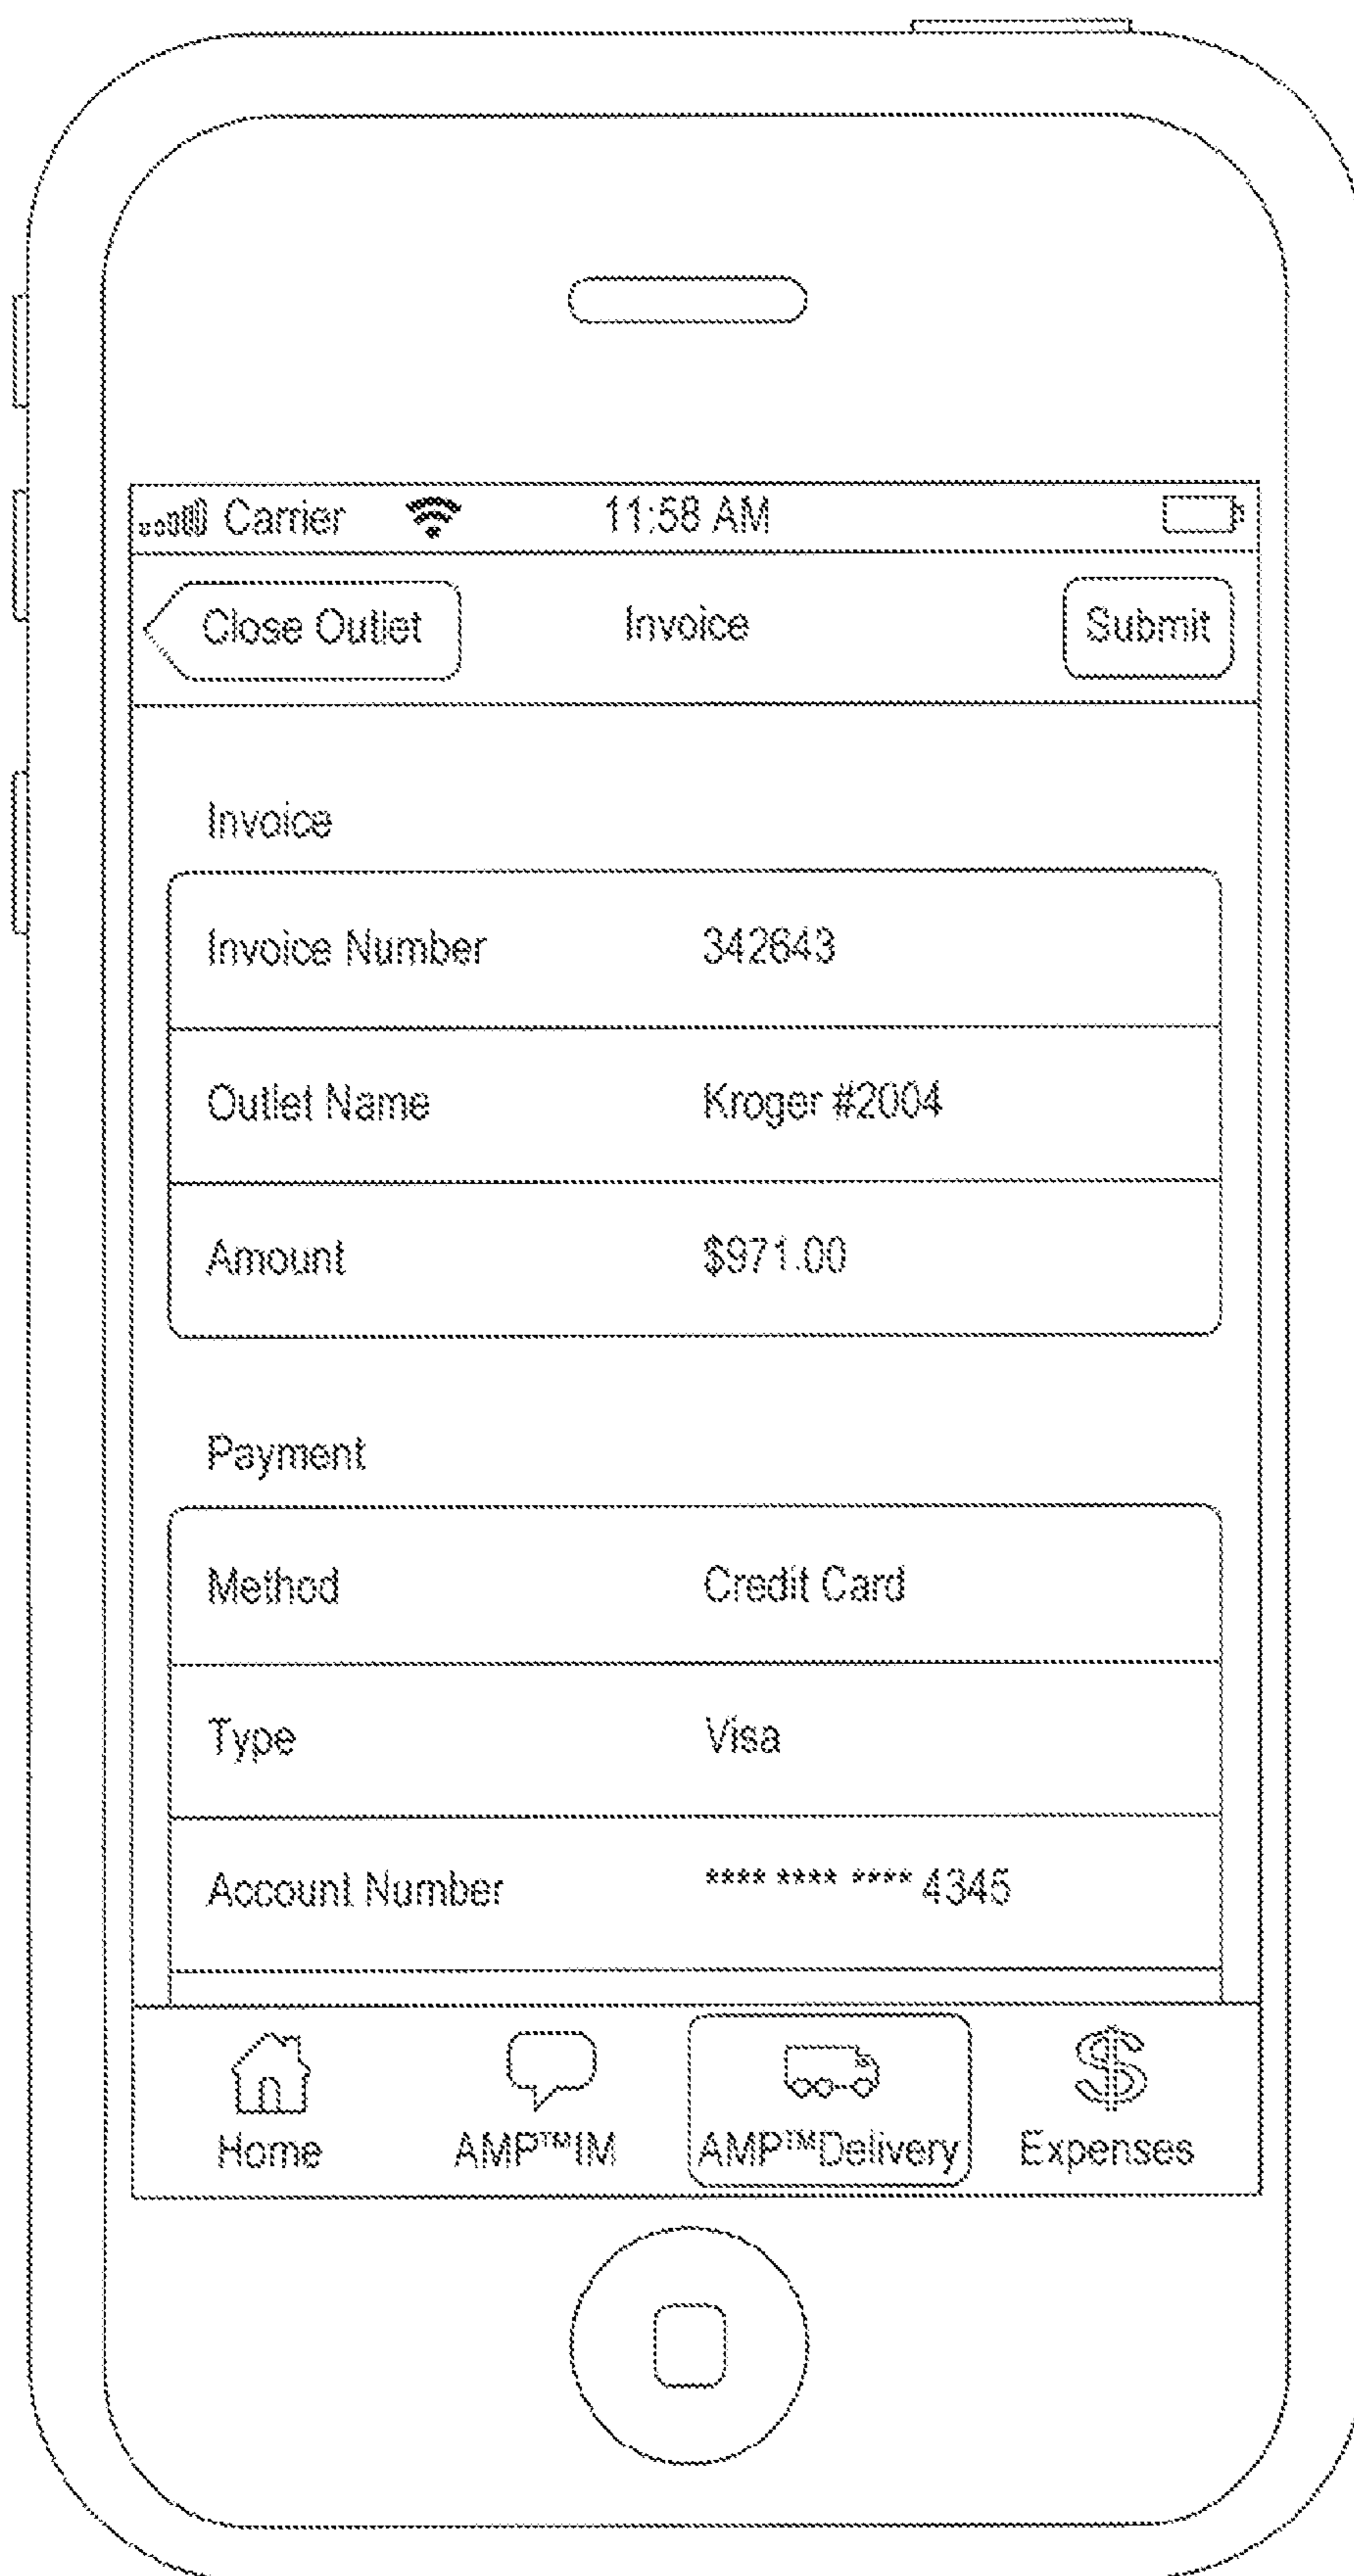 Carrier 11:58 AM
Close Outlet Invoice Submit
Invoice
Invoice Number 342643
Outlet Name Kroger #2004
Amount $971.00
Payment
Method Credit Card
Type Visa
Account Number **** **** **** 4345
Home AMP™IM AMP™Delivery Expenses